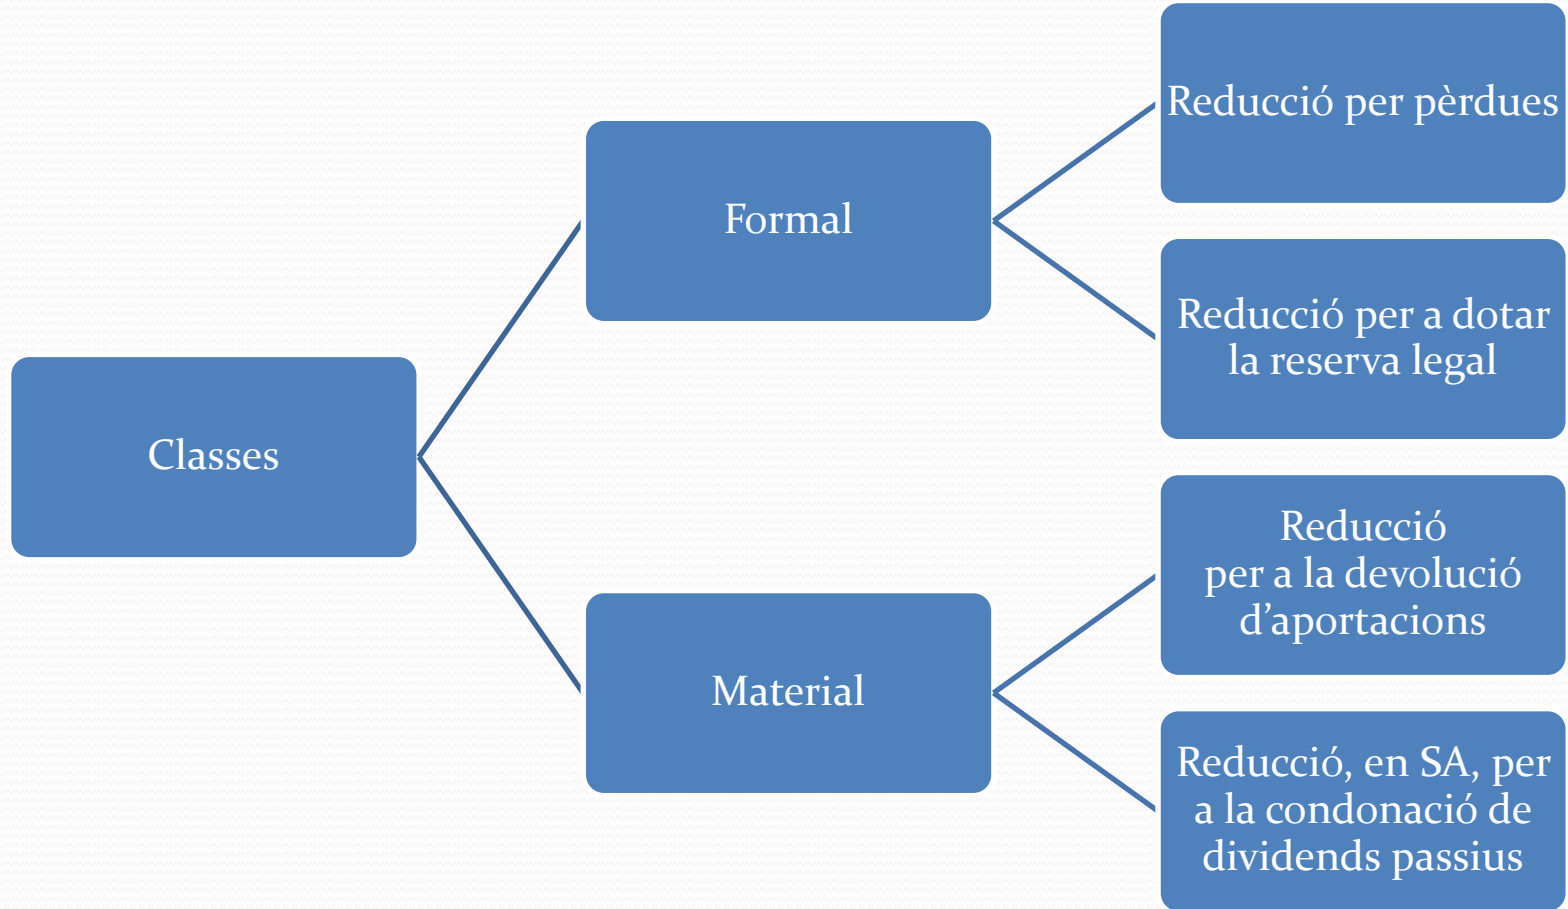 Classes
Formal
Reducció per pèrdues
Reducció per a dotar
la reserva legal
Material
Reducció
per a la devolució
d’aportacions
Reducció, en SA, per
a la condonació de
dividends passius